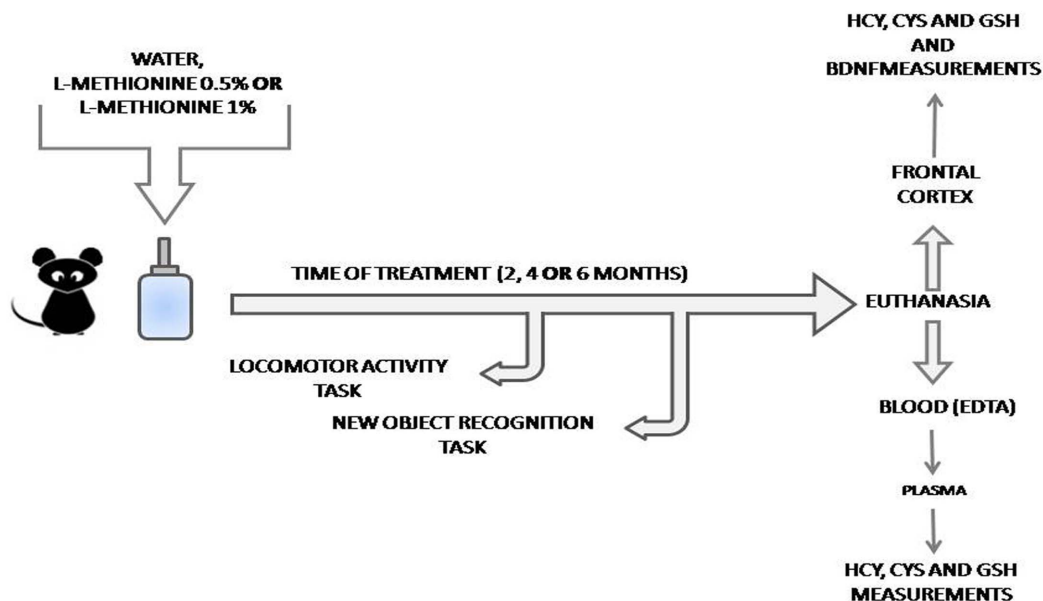 WATER,
L-METHIONINE 0.5% OR
L-METHIONINE 1%
TIME OF TREATMENT (2, 4 OR 6 MONTHS)
LOCOMOTOR ACTIVITY
TASK
NEW OBJECT RECOGNITION
TASK
HCY, CYS AND GSH
AND
BDNFMEASUREMENTS
FRONTAL
CORTEX
EUTHANASIA
BLOOD (EDTA)
PLASMA
HCY, CYS AND GSH
MEASUREMENTS